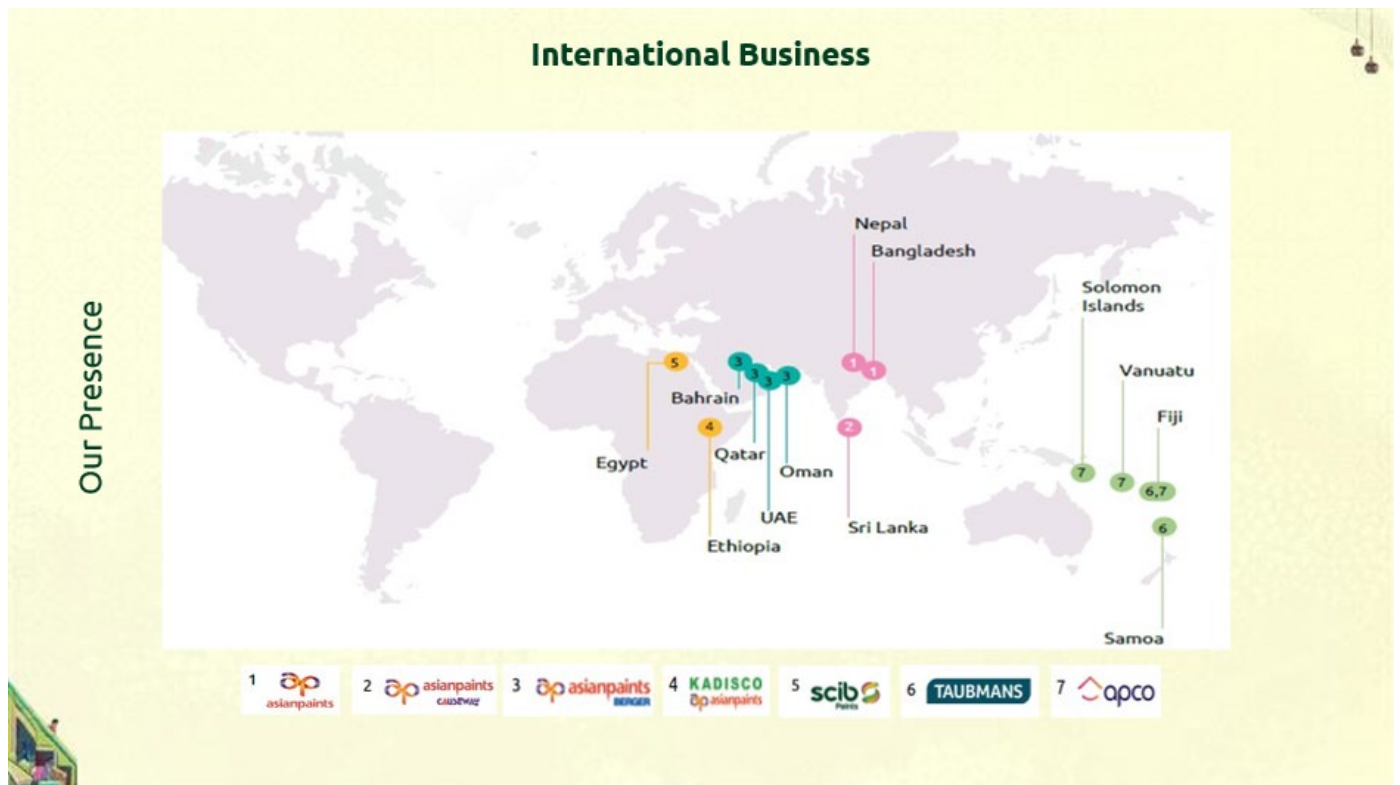 International Business
Our Presence
Nepal
Bangladesh
Solomon
Islands
Vanuatu
Fiji
5
3
3
3
3
1
1
Bahrain
4
2
Egypt
Qatar
Oman
7
7
6,7
UAE
Sri Lanka
6
Ethiopia
Samoa
1 asianpaints
2 asianpaints CAUSEWAY
3 asianpaints BERGER
4 KADISCO asianpaints
5 scib Paints
6 TAUBMANS
7 apco